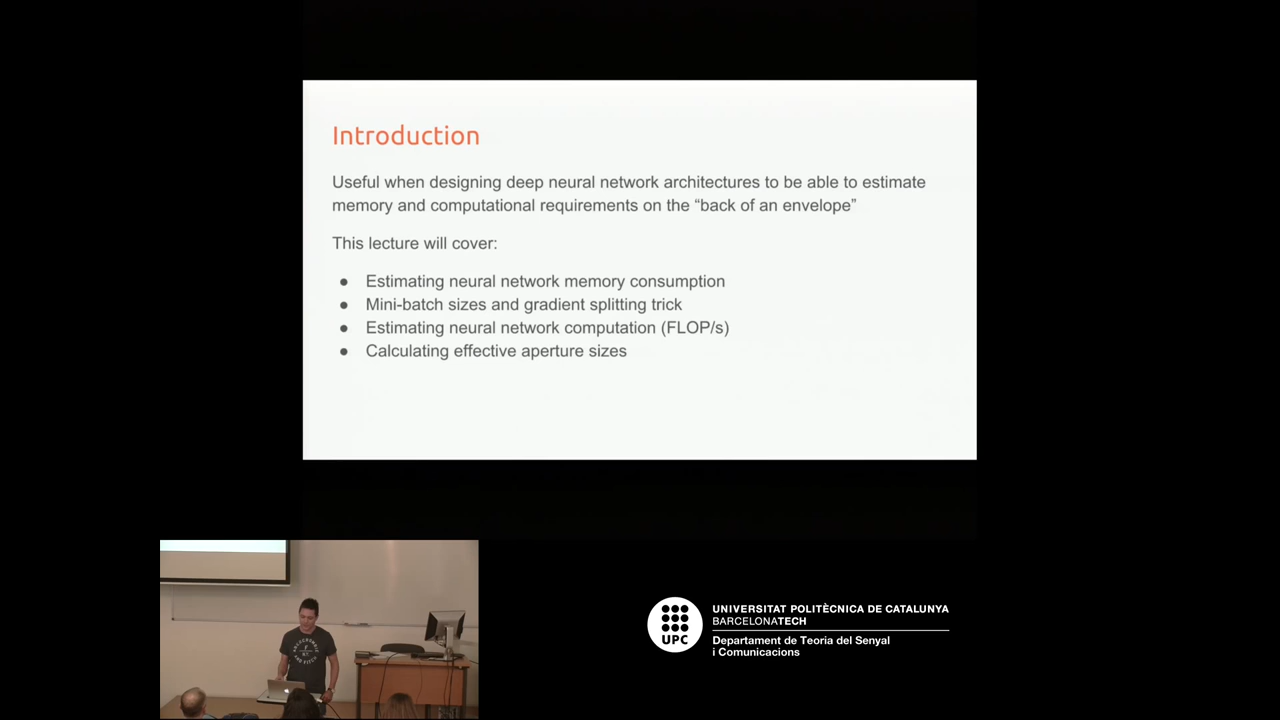 Introduction
Useful when designing deep neural network architectures to be able to estimate
memory and computational requirements on the “back of an envelope”
This lecture will cover:
● Estimating neural network memory consumption
● Mini-batch sizes and gradient splitting trick
● Estimating neural network computation (FLOP/s)
● Calculating effective aperture sizes
UPC
UNIVERSITAT POLITÈCNICA DE CATALUNYA
BARCELONATECH
Departament de Teoria del Senyal
i Comunicacions